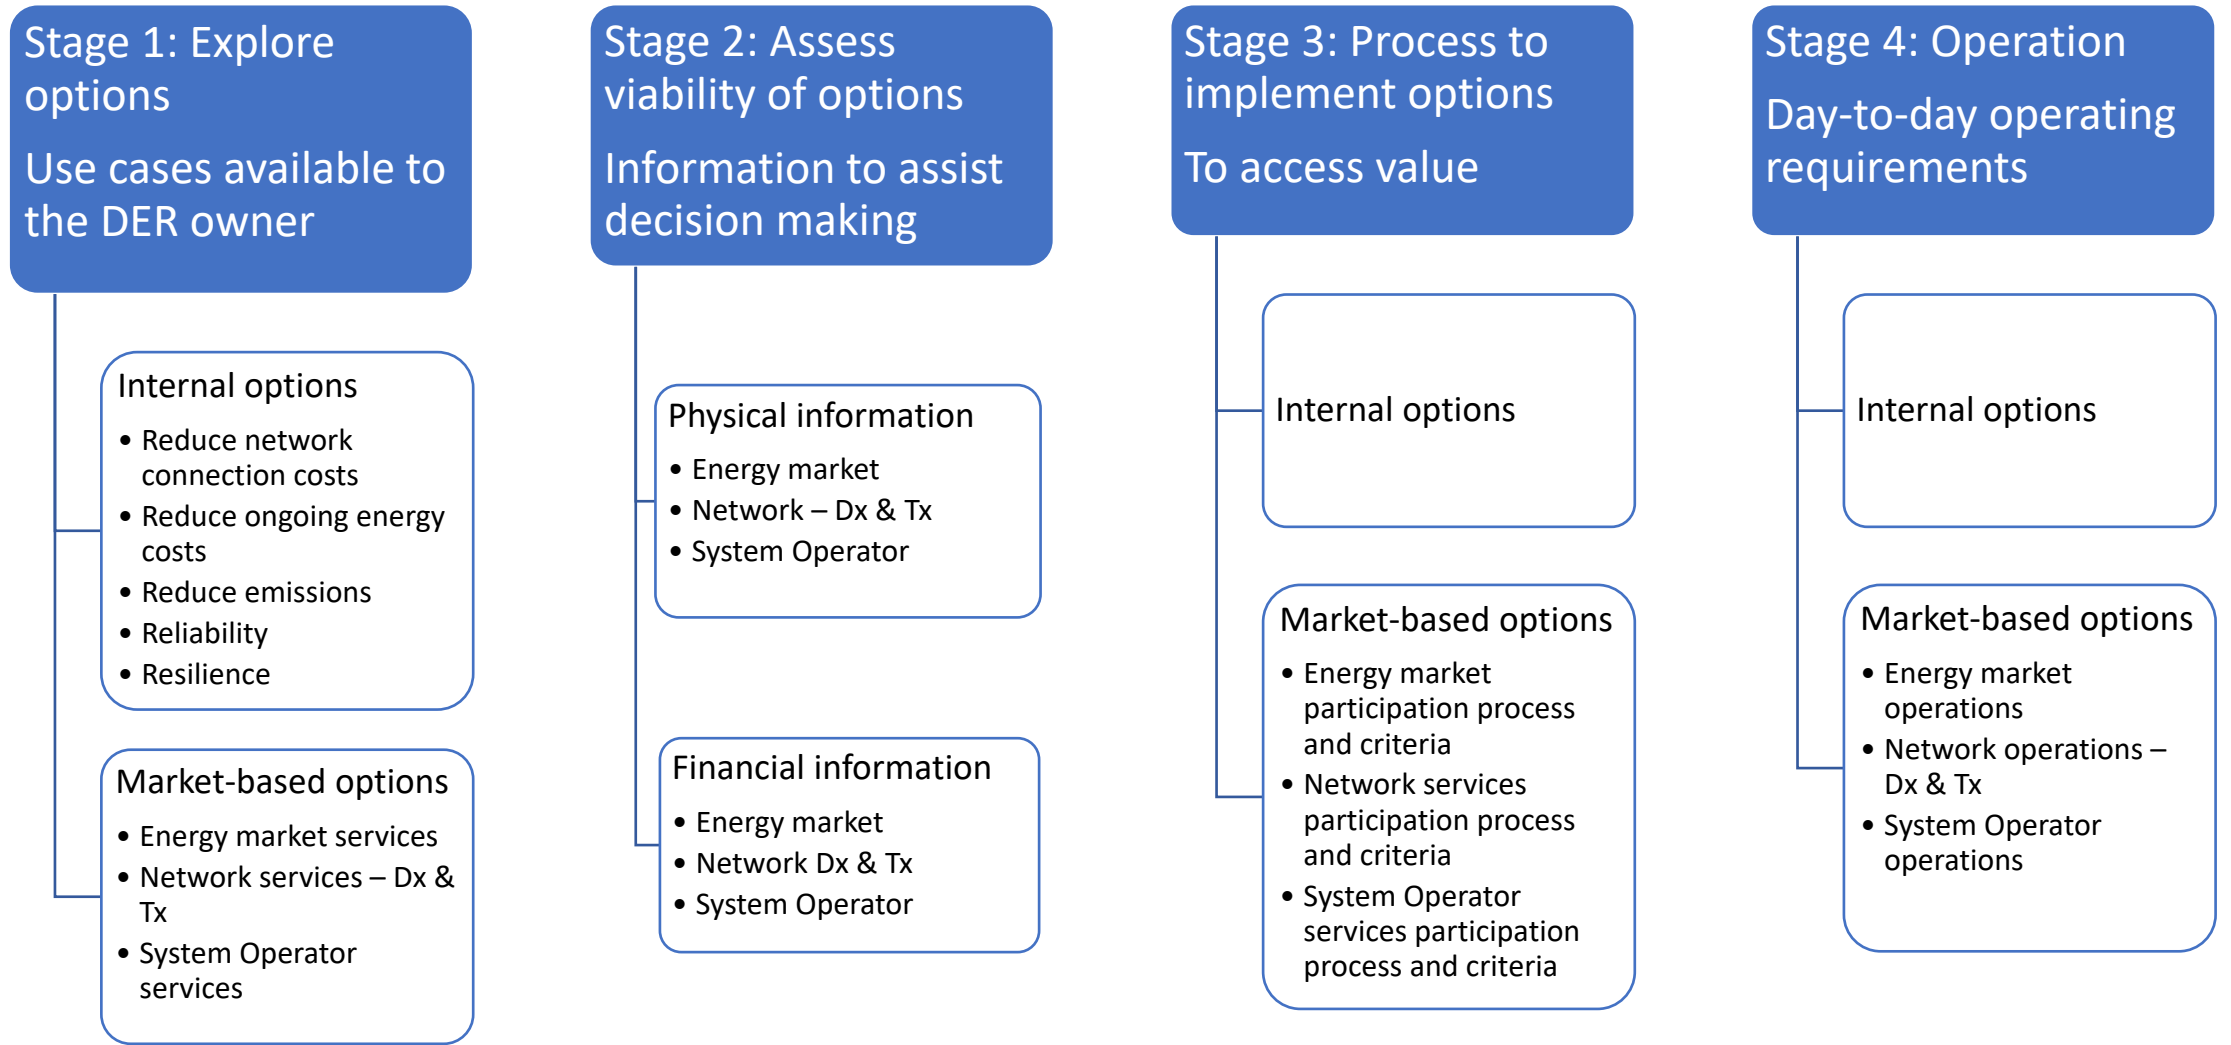 Stage 1: Explore
options
Use cases available to
the DER owner
Internal options
• Reduce network
connection costs
• Reduce ongoing energy
costs
• Reduce emissions
• Reliability
• Resilience
Market-based options
• Energy market services
• Network services – Dx &
Tx
• System Operator
services
Stage 2: Assess
viability of options
Information to assist
decision making
Physical information
• Energy market
• Network – Dx & Tx
• System Operator
Financial information
• Energy market
• Network Dx & Tx
• System Operator
Stage 3: Process to
implement options
To access value
Internal options
Market-based options
• Energy market
participation process
and criteria
• Network services
participation process
and criteria
• System Operator
services participation
process and criteria
Stage 4: Operation
Day-to-day operating
requirements
Internal options
Market-based options
• Energy market
operations
• Network operations –
Dx & Tx
• System Operator
operations